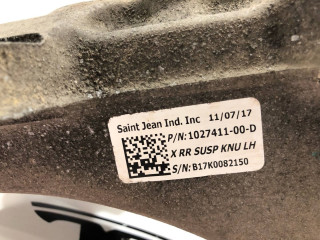 Saint Jean Ind. Inc 11/07/17
P/N:1027411-00-D
X RR SUSP KNU LH
S/N:B17K0082150